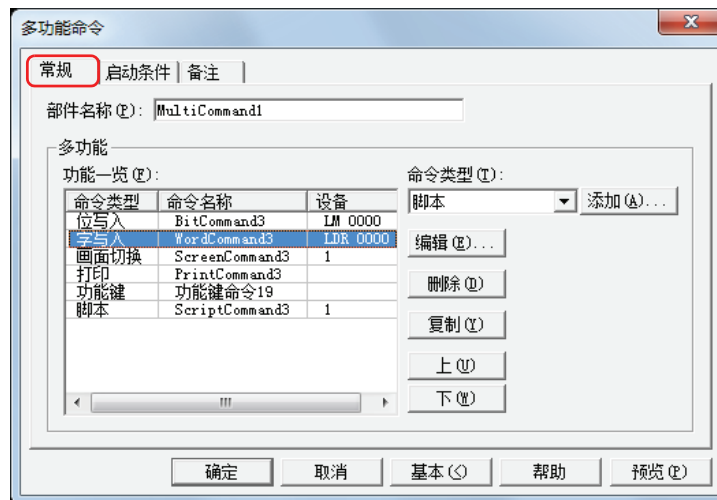 多功能命令
常规 启动条件 备注
部件名称(P): MultiCommand1
多功能
功能一览(F): 命令类型(T):
命令类型 命令名称 设备 脚本 添加(A)...
位写入 BitCommand3 LM 0000
字写入 WordCommand3 LDR 0000 编辑(E)...
画面切换 ScreenCommand3 1
打印 PrintCommand3 删除(D)
功能键 功能键命令19
脚本 ScriptCommand3 1 复制(Y)
上(U)
下(W)
确定 取消 基本(<) 帮助 预览(P)